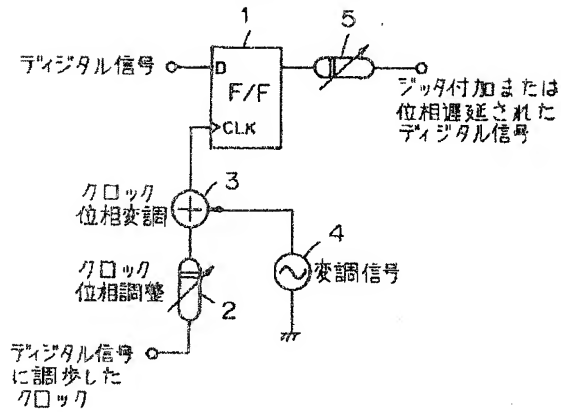 1
5
ディジタル信号
D
F/F
CLK
ジッタ付加または
位相遅延された
ディジタル信号
3
クロック
位相変調
4
変調信号
クロック
位相調整
2
ディジタル信号
に調歩した
クロック